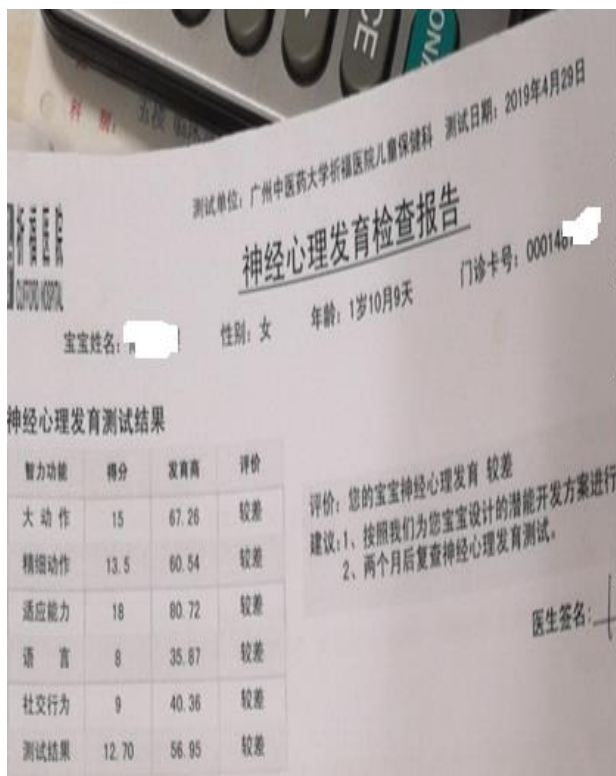 科 别:
测试单位: 广州中医药大学祈福医院儿童保健科 测试日期: 2019年4月29日
祈福医院
CLIFFORD HOSPITAL
神经心理发育检查报告
宝宝姓名: 性别: 女 年龄: 1岁10月9天 门诊卡号: 0001487
神经心理发育测试结果
智力功能 得分 发育商 评价
大 动 作 15 67.26 较差
精细动作 13.5 60.54 较差
适应能力 18 80.72 较差
语 言 8 35.87 较差
社交行为 9 40.36 较差
测试结果 12.70 56.95 较差
评价: 您的宝宝神经心理发育 较差
建议: 1、按照我们为您宝宝设计的潜能开发方案进行
2、两个月后复查神经心理发育测试。
医生签名: